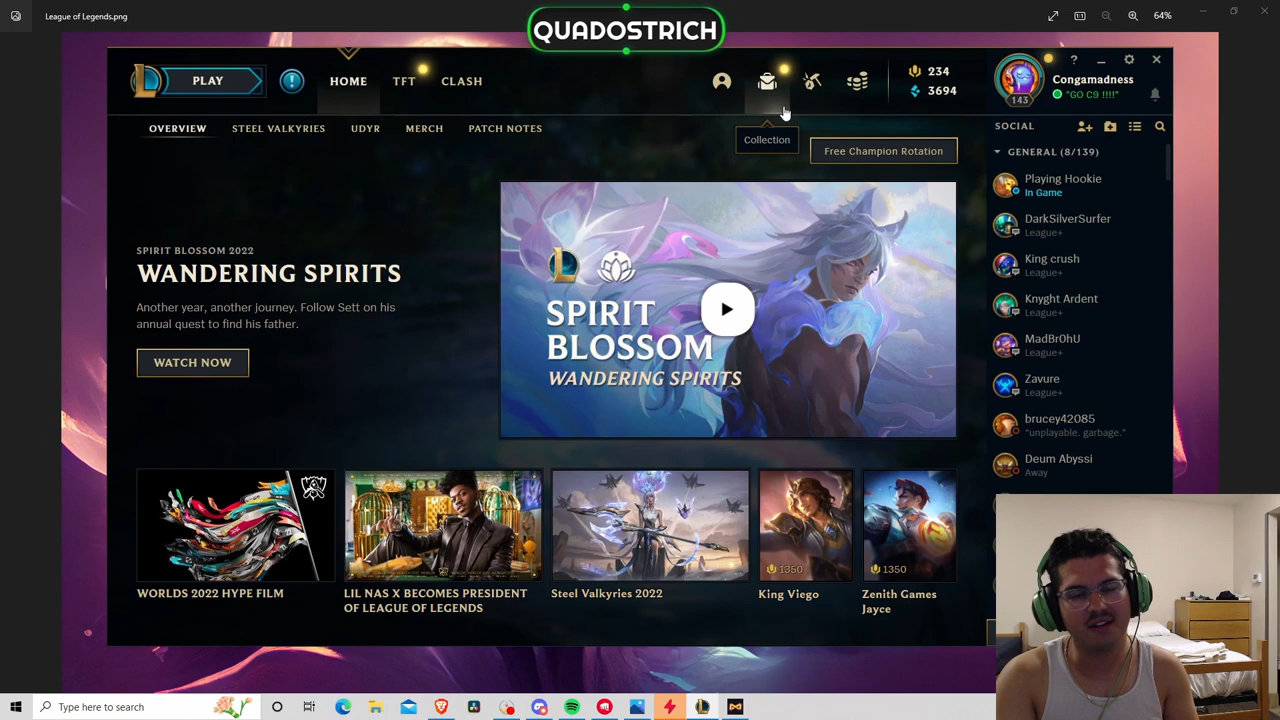 League of Legends.png
64%
QUADOSTRICH
PLAY
HOME
TFT
CLASH
234
3694
143
Congamadness
"GO C9 !!!!"
OVERVIEW
STEEL VALKYRIES
UDYR
MERCH
PATCH NOTES
Collection
Free Champion Rotation
SOCIAL
GENERAL (8/139)
Playing Hookie
In Game
DarkSilverSurfer
League+
King crush
League+
Knyght Ardent
League+
MadBrOhU
League+
Zavure
League+
brucey42085
"unplayable. garbage."
Deum Abyssi
Away
SPIRIT BLOSSOM 2022
WANDERING SPIRITS
Another year, another journey. Follow Sett on his
annual quest to find his father.
WATCH NOW
SPIRIT
BLOSSOM
WANDERING SPIRITS
1350
1350
WORLDS 2022 HYPE FILM
LIL NAS X BECOMES PRESIDENT
OF LEAGUE OF LEGENDS
Steel Valkyries 2022
King Viego
Zenith Games
Jayce
Type here to search